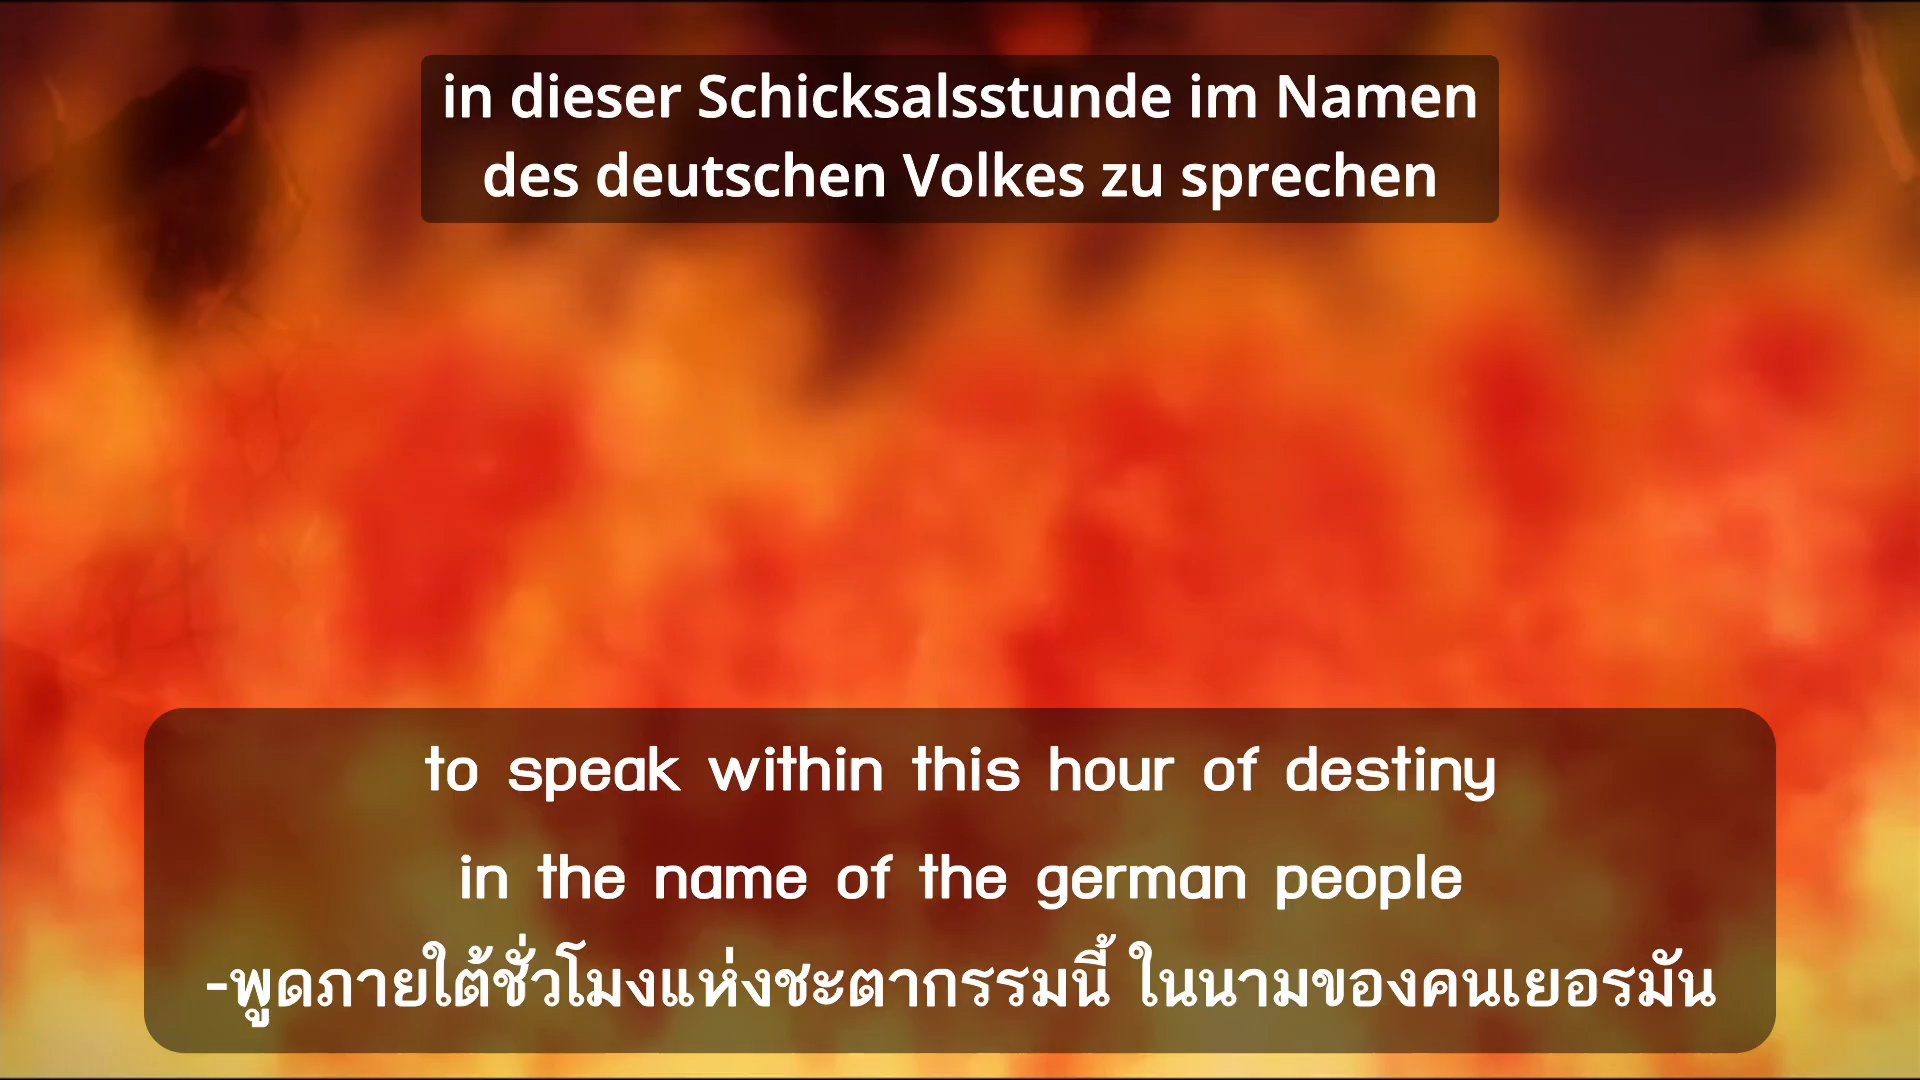 in dieser Schicksalsstunde im Namen
des deutschen Volkes zu sprechen
to speak within this hour of destiny
in the name of the german people
-พูดภายใต้ชั่วโมงแห่งชะตากรรมนี้ ในนามของคนเยอรมัน